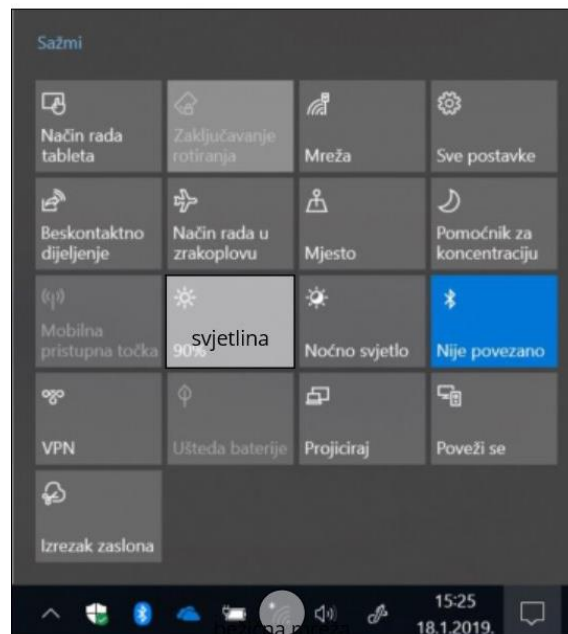 Sažmi
Način rada
tableta
Zaključavanje
rotiranja
Mreža
Sve postavke
Beskontaktno
dijeljenje
Način rada u
zrakoplovu
Mjesto
Pomoćnik za
koncentraciju
Mobilna
pristupna točka
svjetlina
90%
Noćno svjetlo
Nije povezano
VPN
Ušteda baterije
Projiciraj
Poveži se
Izrezak zaslona
bežična mreža
15:25
18.1.2019.